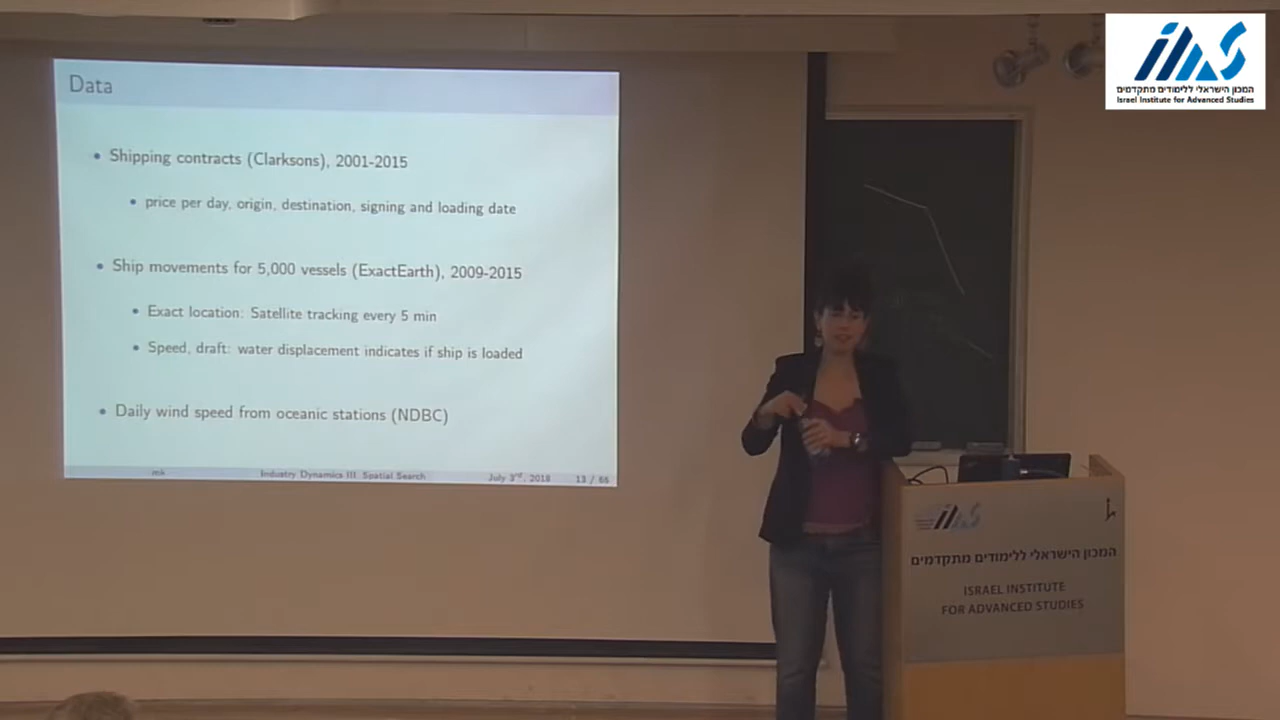 Data
• Shipping contracts (Clarksons), 2001-2015
• price per day, origin, destination, signing and loading date
• Ship movements for 5,000 vessels (ExactEarth), 2009-2015
• Exact location: Satellite tracking every 5 min
• Speed, draft: water displacement indicates if ship is loaded
• Daily wind speed from oceanic stations (NDBC)
Industry Dynamics III Spatial Search July 3rd, 2018 13 / 66
המכון הישראלי ללימודים מתקדמים
Israel Institute for Advanced Studies
המכון הישראלי ללימודים מתקדמים
ISRAEL INSTITUTE
FOR ADVANCED STUDIES